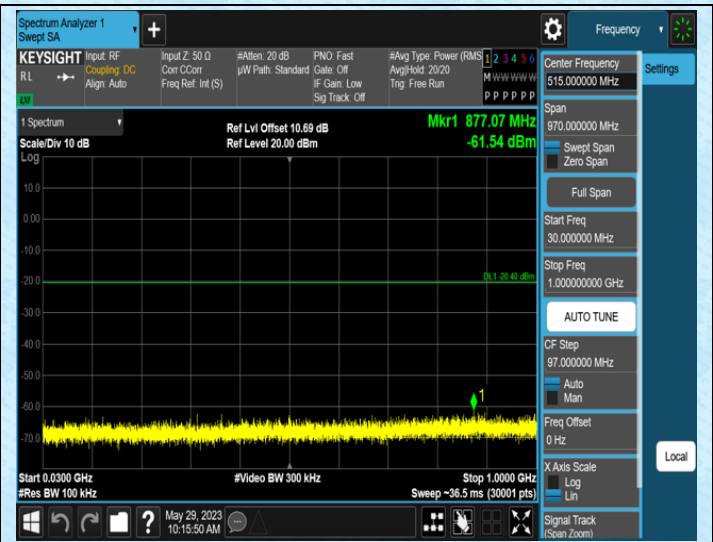 Spectrum Analyzer 1
Swept SA
+
Frequency
KEYSIGHT
RL
LXI
Input: RF
Coupling: DC
Align: Auto
Input Z: 50 Ω
Corr CCorr
Freq Ref: Int (S)
#Atten: 20 dB
µW Path: Standard
PNO: Fast
Gate: Off
IF Gain: Low
Sig Track: Off
#Avg Type: Power (RMS
Avg|Hold: 20/20
Trig: Free Run
1 2 3 4 5 6
M W W W W W
P P P P P P
Center Frequency
515.000000 MHz
Settings
1 Spectrum
Scale/Div 10 dB
Log
Ref Lvl Offset 10.69 dB
Ref Level 20.00 dBm
Mkr1 877.07 MHz
-61.54 dBm
Span
970.000000 MHz
Swept Span
Zero Span
Full Span
Start Freq
30.000000 MHz
Stop Freq
1.000000000 GHz
AUTO TUNE
CF Step
97.000000 MHz
Auto
Man
Freq Offset
0 Hz
X Axis Scale
Log
Lin
Signal Track
(Span Zoom)
Local
10.0
0.00
-10.0
-20.0
DL1 -20.40 dBm
-30.0
-40.0
-50.0
-60.0
-70.0
1
Start 0.0300 GHz
#Res BW 100 kHz
#Video BW 300 kHz
Stop 1.0000 GHz
Sweep ~36.5 ms (30001 pts)
?
May 29, 2023
10:15:50 AM